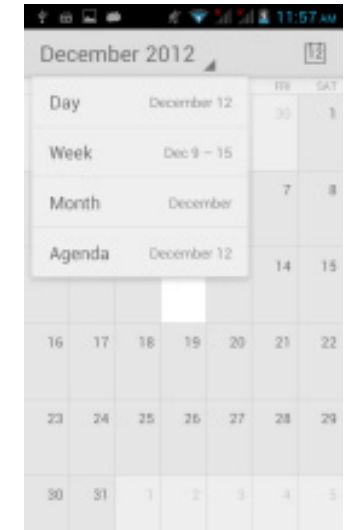 11:57 AM
December 2012 12
FRI SAT
Day December 12
30 1
Week Dec 9 – 15
Month December
7 8
Agenda December 12
14 15
16 17 18 19 20 21 22
23 24 25 26 27 28 29
30 31 1 2 3 4 5